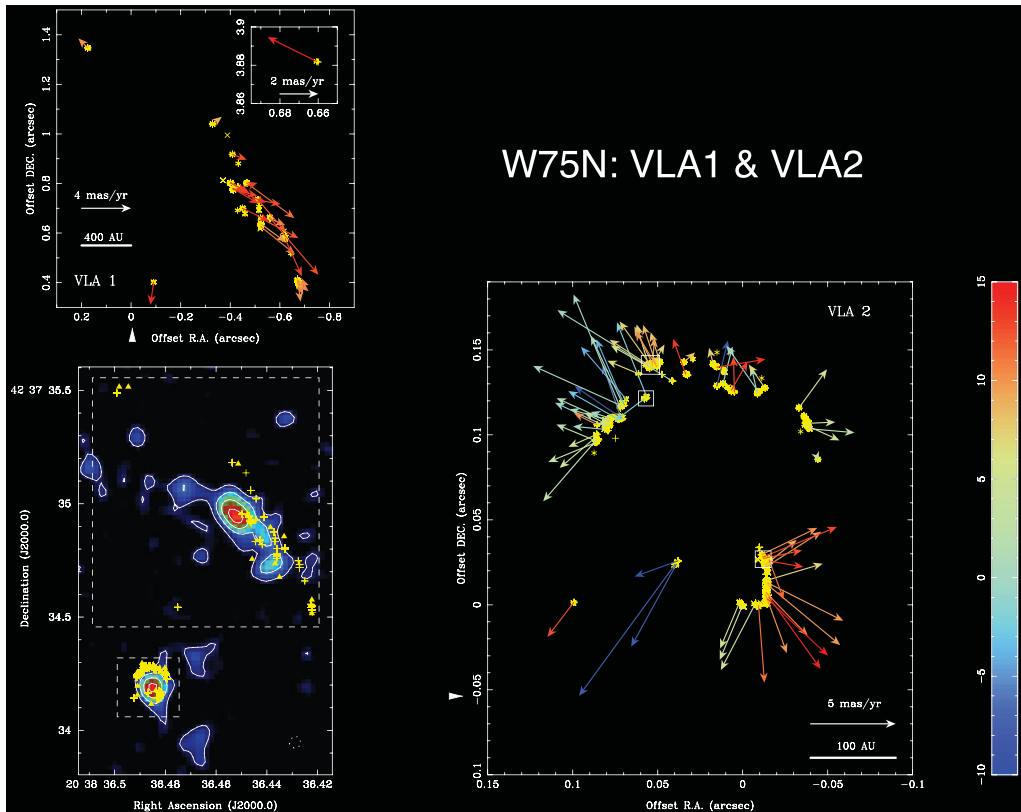 W75N: VLA1 & VLA2
Offset DEC. (arcsec)
1.4
1.2
1
0.8
0.6
0.4
4 mas/yr
400 AU
VLA 1
0.2
0
−0.2
−0.4
−0.6
−0.8
Offset R.A. (arcsec)
3.9
3.88
3.86
2 mas/yr
0.68
0.66
Declination (J2000.0)
42 37 35.5
35
34.5
34
20 38 36.5
36.48
36.46
36.44
36.42
Right Ascension (J2000.0)
VLA 2
Offset DEC. (arcsec)
0.15
0.1
0.05
0
−0.05
−0.1
5 mas/yr
100 AU
0.15
0.1
0.05
0
−0.05
−0.1
Offset R.A. (arcsec)
15
10
5
0
−5
−10